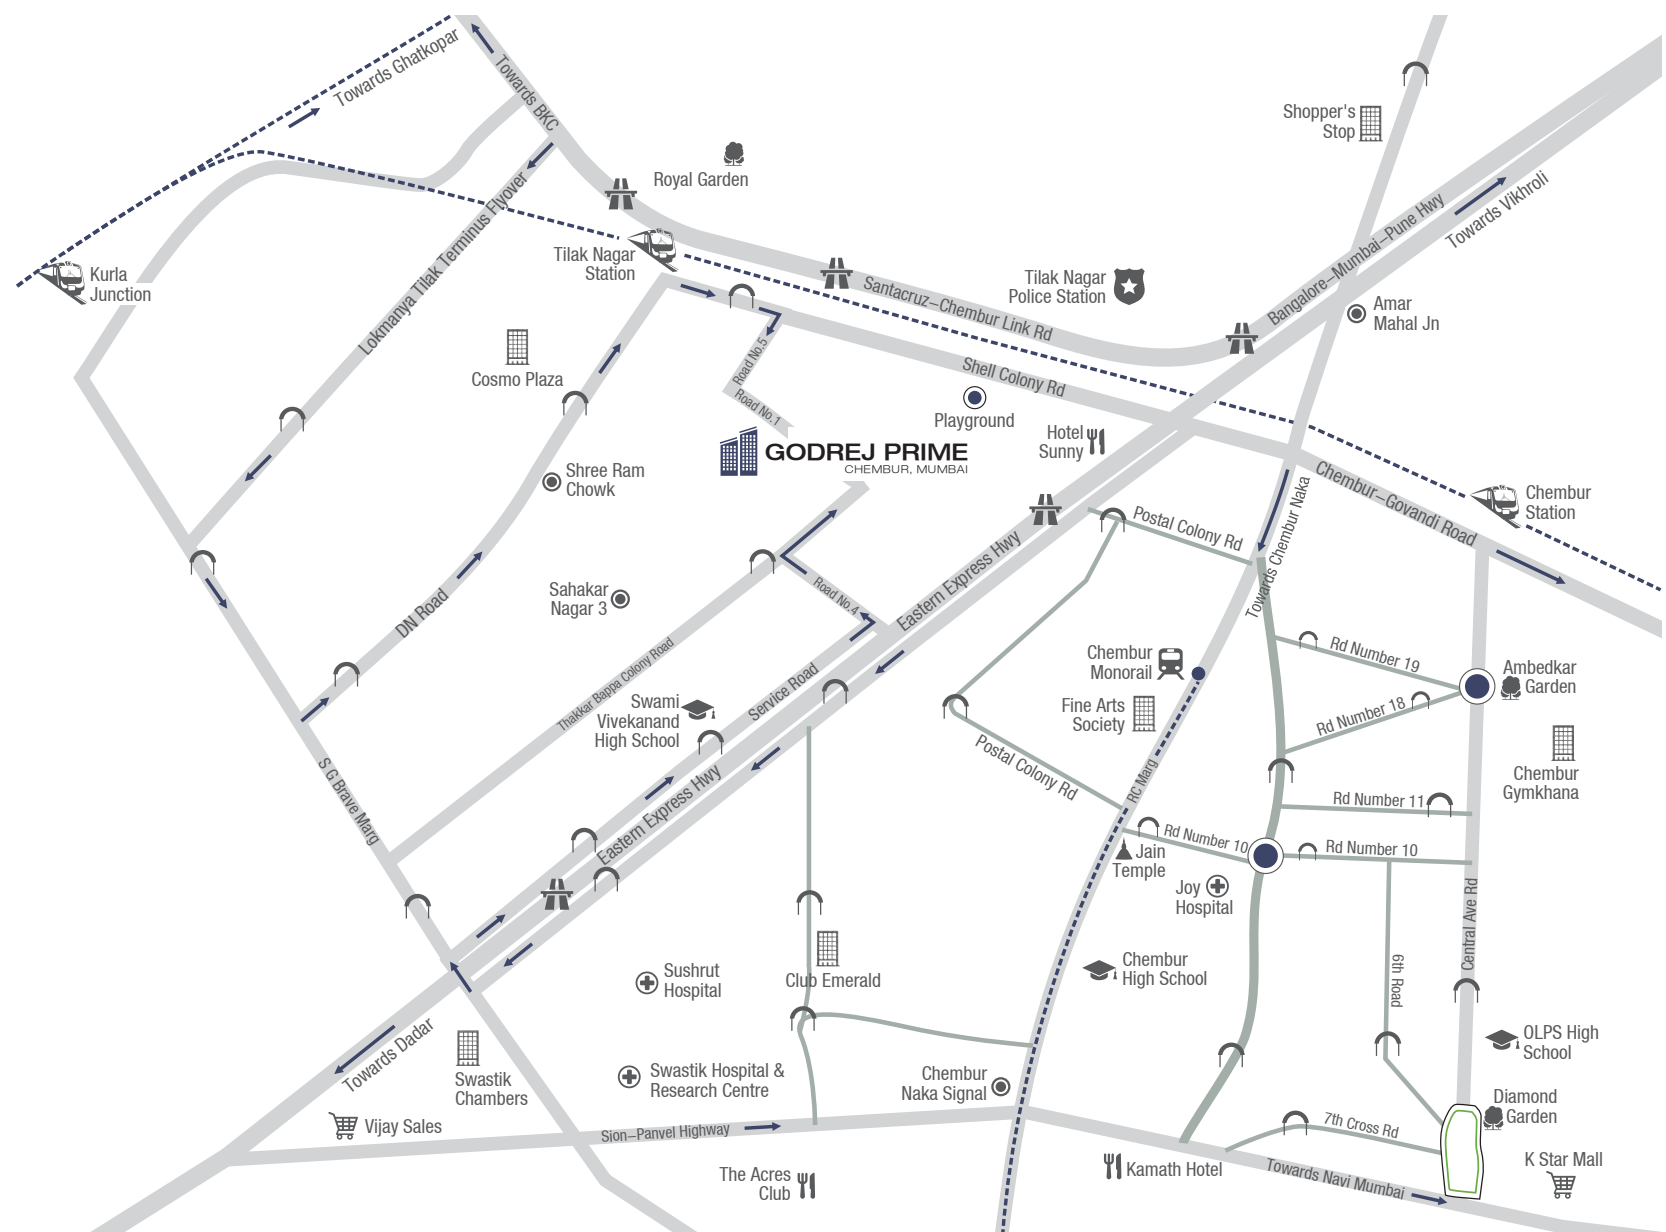 Towards Ghatkopar
Towards BKC
Shopper's
Stop
Royal Garden
Lokmanya Tilak Terminus Flyover
Towards Vikhroli
Bangalore–Mumbai–Pune Hwy
Kurla
Junction
Tilak Nagar
Station
Santacruz–Chembur Link Rd
Tilak Nagar
Police Station
Amar
Mahal Jn
Cosmo Plaza
Road No.5
Road No.1
Shell Colony Rd
Playground
Hotel
Sunny
GODREJ PRIME
CHEMBUR, MUMBAI
Shree Ram
Chowk
Chembur–Govandi Road
Chembur
Station
Postal Colony Rd
Towards Chembur Naka
Eastern Express Hwy
DN Road
Sahakar
Nagar 3
Road No.4
Thakkar Bappa Colony Road
Service Road
Swami
Vivekanand
High School
Chembur
Monorail
Fine Arts
Society
Rd Number 19
Rd Number 18
Ambedkar
Garden
Chembur
Gymkhana
Postal Colony Rd
RC Marg
S G Brave Marg
Eastern Express Hwy
Rd Number 11
Rd Number 10
Rd Number 10
Jain
Temple
Joy
Hospital
Central Ave Rd
6th Road
Sushrut
Hospital
Club Emerald
Chembur
High School
OLPS High
School
Towards Dadar
Swastik
Chambers
Swastik Hospital &
Research Centre
Chembur
Naka Signal
Diamond
Garden
Vijay Sales
Sion–Panvel Highway
7th Cross Rd
The Acres
Club
Kamath Hotel
Towards Navi Mumbai
K Star Mall